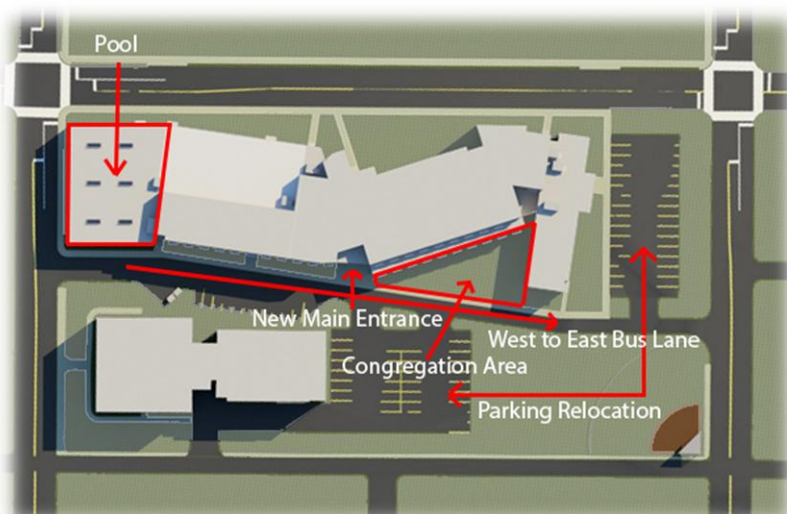 Pool
New Main Entrance
West to East Bus Lane
Congregation Area
Parking Relocation